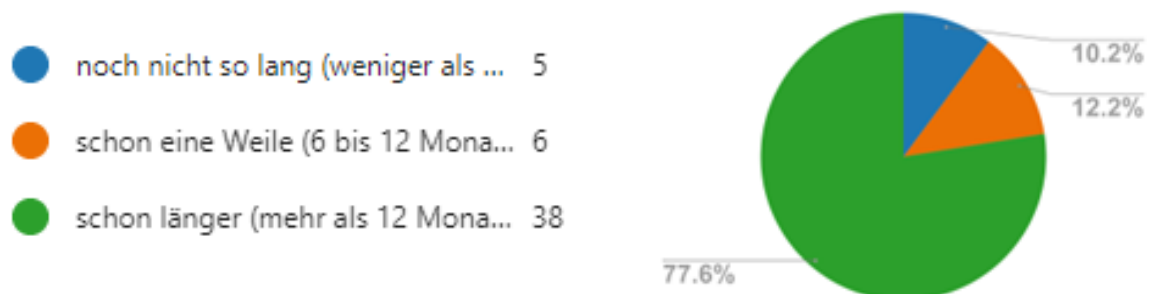 noch nicht so lang (weniger als ... 5
schon eine Weile (6 bis 12 Mona... 6
schon länger (mehr als 12 Mona... 38
10.2%
12.2%
77.6%